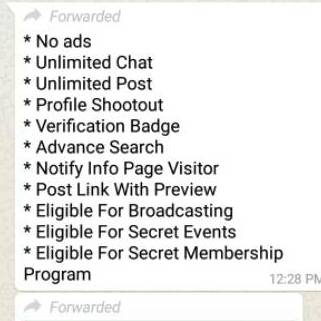 Forwarded
* No ads
* Unlimited Chat
* Unlimited Post
* Profile Shootout
* Verification Badge
* Advance Search
* Notify Info Page Visitor
* Post Link With Preview
* Eligible For Broadcasting
* Eligible For Secret Events
* Eligible For Secret Membership
Program
12:28 PM
Forwarded